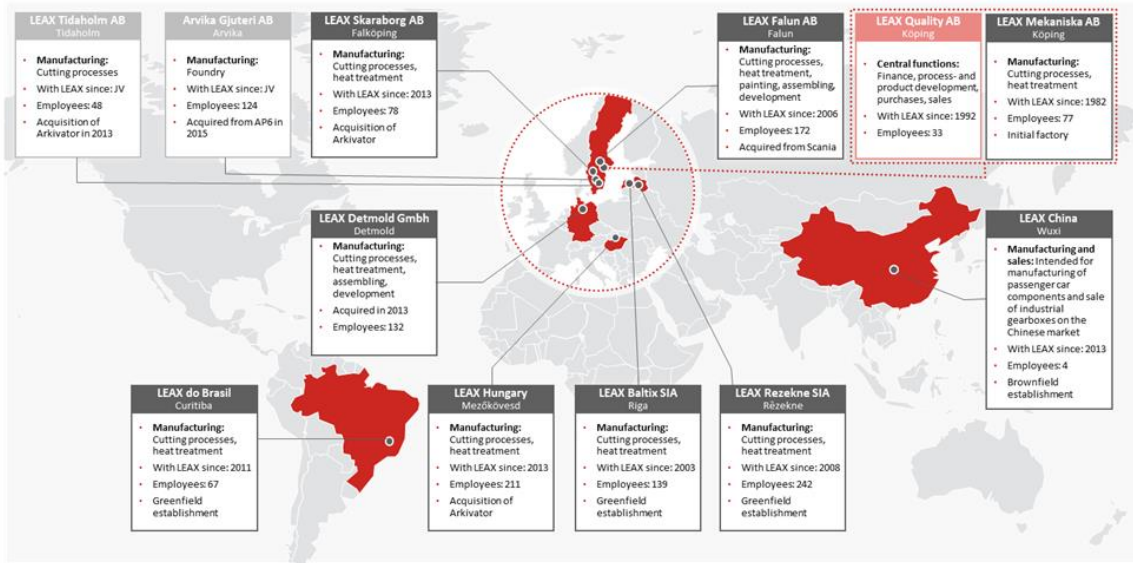 LEAX Tidaholm AB
Tidaholm
• Manufacturing:
Cutting processes
• With LEAX since: JV
• Employees: 48
• Acquisition of
Arkivator in 2013
Arvika Gjuteri AB
Arvika
• Manufacturing:
Foundry
• With LEAX since: JV
• Employees: 124
• Acquired from AP6 in
2015
LEAX Skaraborg AB
Falköping
• Manufacturing:
Cutting processes,
heat treatment
• With LEAX since: 2013
• Employees: 78
• Acquisition of
Arkivator
LEAX Falun AB
Falun
• Manufacturing:
Cutting processes,
heat treatment,
painting, assembling,
development
• With LEAX since: 2006
• Employees: 172
• Acquired from Scania
LEAX Quality AB
Köping
• Central functions:
Finance, process- and
product development,
purchases, sales
• With LEAX since: 1992
• Employees: 33
LEAX Mekaniska AB
Köping
• Manufacturing:
Cutting processes,
heat treatment
• With LEAX since: 1982
• Employees: 77
• Initial factory
LEAX Detmold Gmbh
Detmold
• Manufacturing:
Cutting processes,
heat treatment,
assembling,
development
• Acquired in 2013
• Employees: 132
LEAX China
Wuxi
• Manufacturing and
sales: Intended for
manufacturing of
passenger car
components and sale
of industrial
gearboxes on the
Chinese market
• With LEAX since: 2013
• Employees: 4
• Brownfield
establishment
LEAX do Brasil
Curitiba
• Manufacturing:
Cutting processes,
heat treatment
• With LEAX since: 2011
• Employees: 67
• Greenfield
establishment
LEAX Hungary
Mezőkövesd
• Manufacturing:
Cutting processes,
heat treatment
• With LEAX since: 2013
• Employees: 211
• Acquisition of
Arkivator
LEAX Baltix SIA
Riga
• Manufacturing:
Cutting processes,
heat treatment
• With LEAX since: 2003
• Employees: 139
• Greenfield
establishment
LEAX Rezekne SIA
Rēzekne
• Manufacturing:
Cutting processes,
heat treatment
• With LEAX since: 2008
• Employees: 242
• Greenfield
establishment